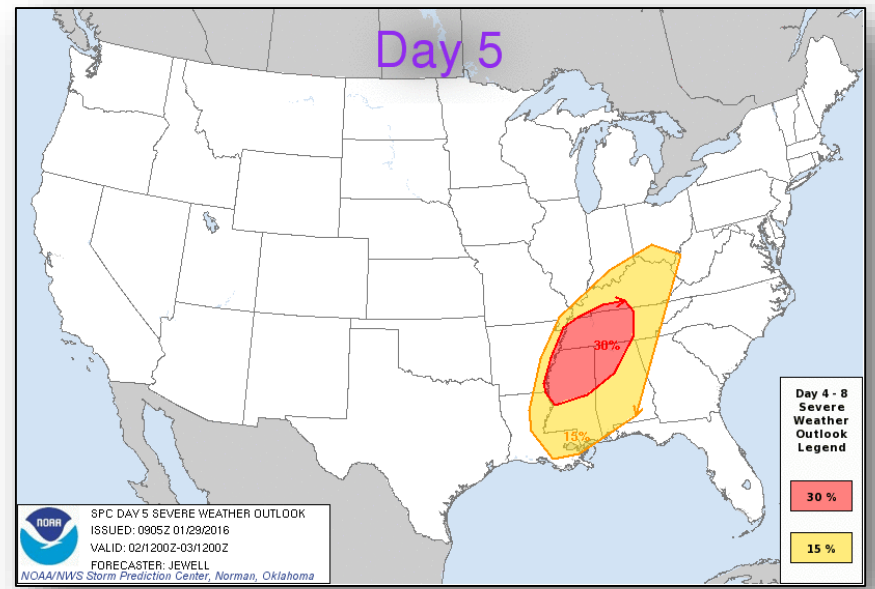 Day 5
30%
15%
Day 4 - 8
Severe
Weather
Outlook
Legend
30 %
15 %
NOAA
SPC DAY 5 SEVERE WEATHER OUTLOOK
ISSUED: 0905Z 01/29/2016
VALID: 02/1200Z-03/1200Z
FORECASTER: JEWELL
NOAA/NWS Storm Prediction Center, Norman, Oklahoma